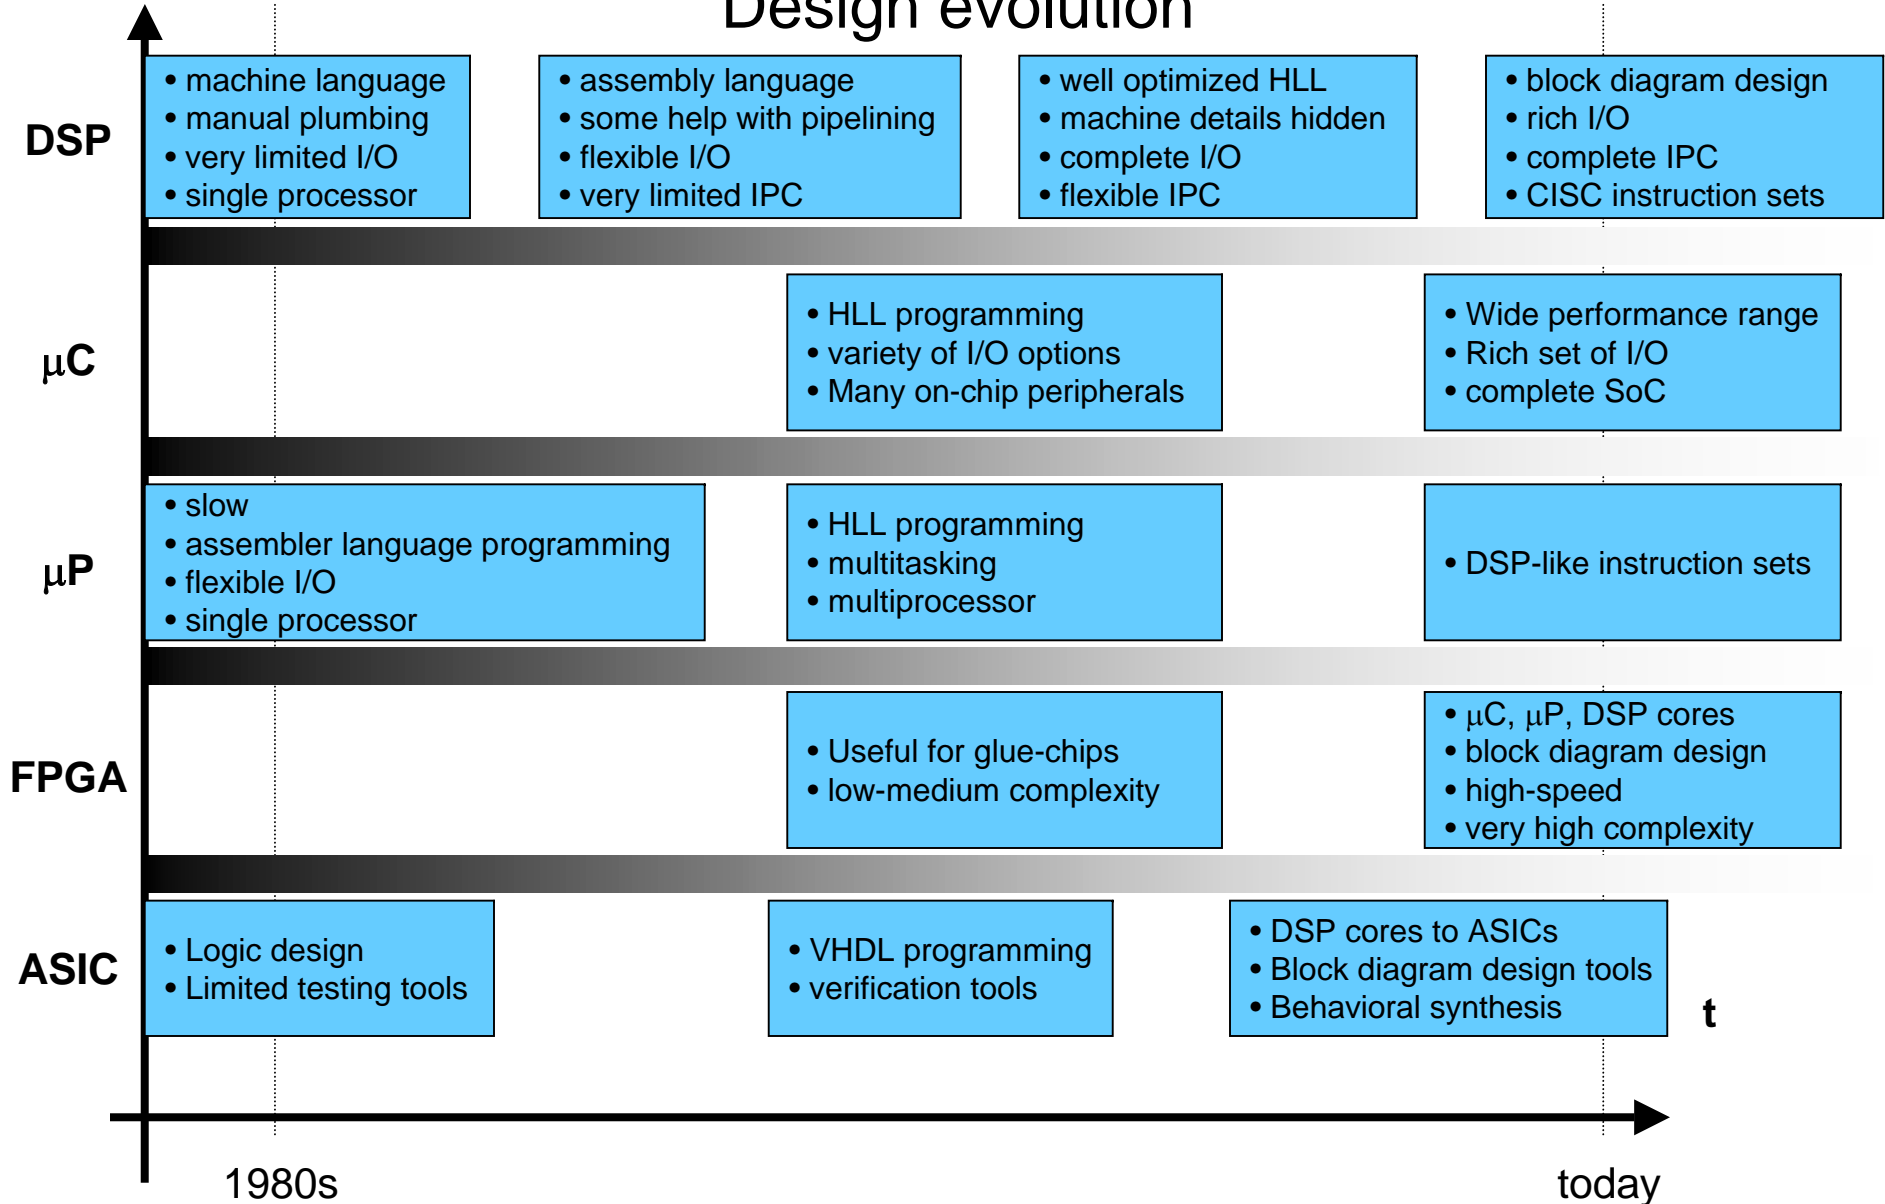 Design evolution
DSP
• machine language
• manual plumbing
• very limited I/O
• single processor
• assembly language
• some help with pipelining
• flexible I/O
• very limited IPC
• well optimized HLL
• machine details hidden
• complete I/O
• flexible IPC
• block diagram design
• rich I/O
• complete IPC
• CISC instruction sets
μC
• HLL programming
• variety of I/O options
• Many on-chip peripherals
• Wide performance range
• Rich set of I/O
• complete SoC
μP
• slow
• assembler language programming
• flexible I/O
• single processor
• HLL programming
• multitasking
• multiprocessor
• DSP-like instruction sets
FPGA
• Useful for glue-chips
• low-medium complexity
• μC, μP, DSP cores
• block diagram design
• high-speed
• very high complexity
ASIC
• Logic design
• Limited testing tools
• VHDL programming
• verification tools
• DSP cores to ASICs
• Block diagram design tools
• Behavioral synthesis
t
1980s
today